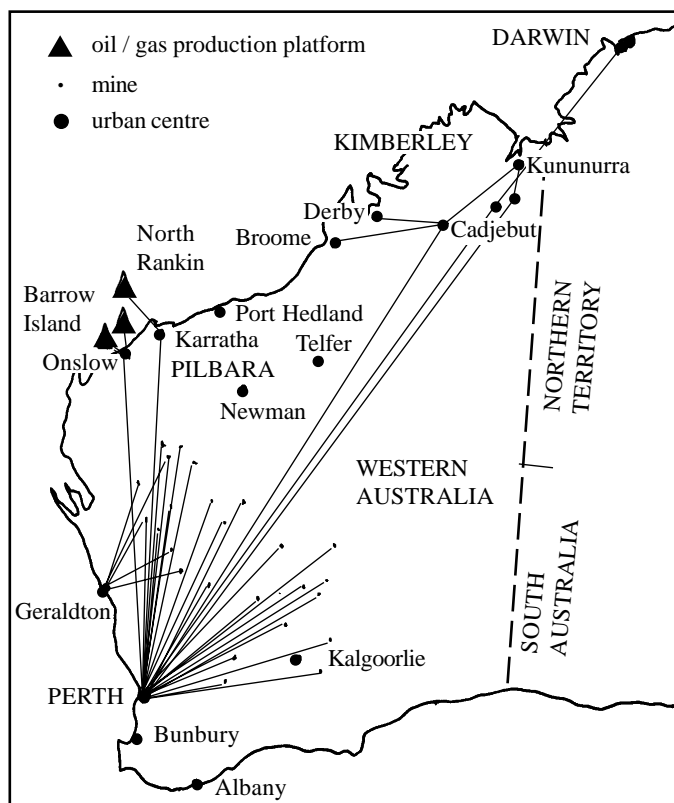 oil / gas production platform
mine
urban centre
DARWIN
KIMBERLEY
Kununurra
Derby
Cadjebut
Broome
North
Rankin
Barrow
Island
Port Hedland
Karratha
Telfer
Onslow
PILBARA
Newman
NORTHERN
TERRITORY
WESTERN
AUSTRALIA
SOUTH
AUSTRALIA
Geraldton
Kalgoorlie
PERTH
Bunbury
Albany